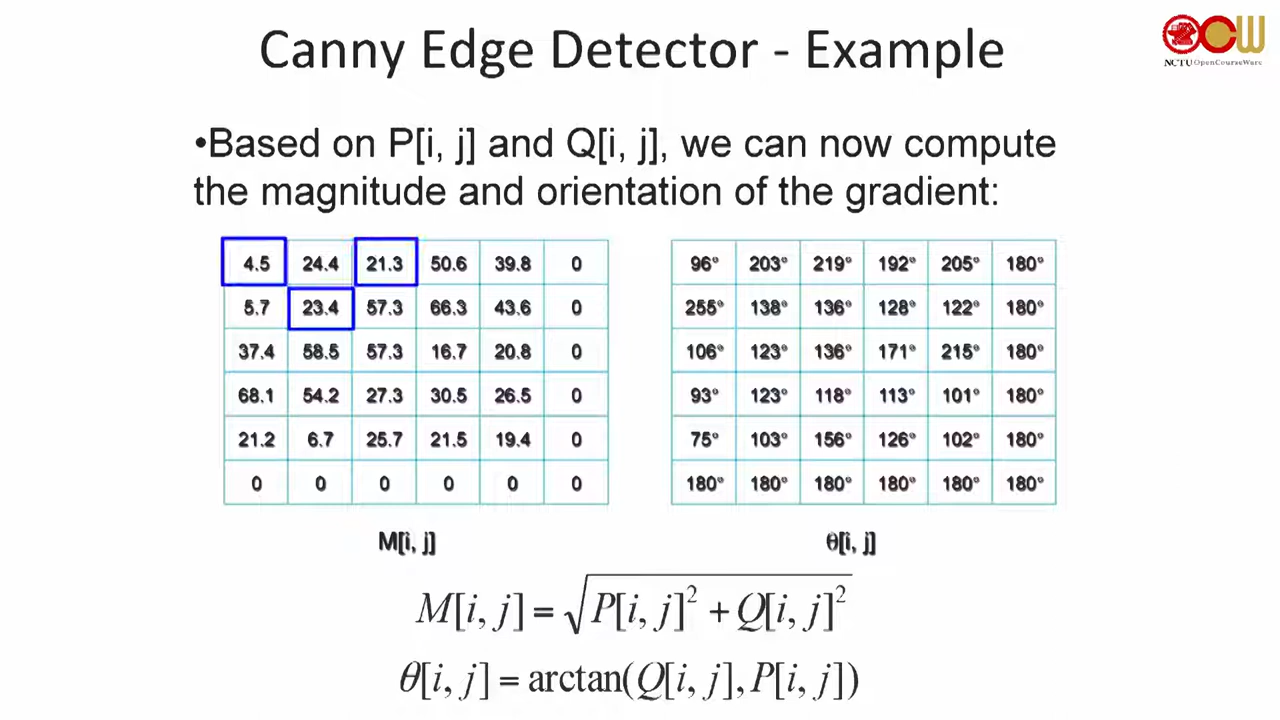 Canny Edge Detector - Example
NCTU OpenCourseWare
•Based on P[i, j] and Q[i, j], we can now compute
the magnitude and orientation of the gradient:
4.5 24.4 21.3 50.6 39.8 0
5.7 23.4 57.3 66.3 43.6 0
37.4 58.5 57.3 16.7 20.8 0
68.1 54.2 27.3 30.5 26.5 0
21.2 6.7 25.7 21.5 19.4 0
0 0 0 0 0 0
M[i, j]
96° 203° 219° 192° 205° 180°
255° 138° 136° 128° 122° 180°
106° 123° 136° 171° 215° 180°
93° 123° 118° 113° 101° 180°
75° 103° 156° 126° 102° 180°
180° 180° 180° 180° 180° 180°
θ[i, j]
M[i, j] = √P[i, j]² + Q[i, j]²
θ[i, j] = arctan(Q[i, j], P[i, j])